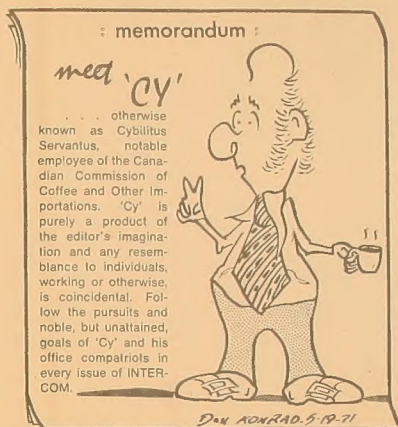 : memorandum :
meet 'CY'
. . . otherwise
known as Cybilitus
Servantus, notable
employee of the Cana-
dian Commission of
Coffee and Other Im-
portations. 'Cy' is
purely a product of
the editor's imagina-
tion and any resem-
blance to individuals,
working or otherwise,
is coincidental. Fol-
low the pursuits and
noble, but unattained,
goals of 'Cy' and his
office compatriots in
every issue of INTER-
COM.
DON KONRAD-5-19-71